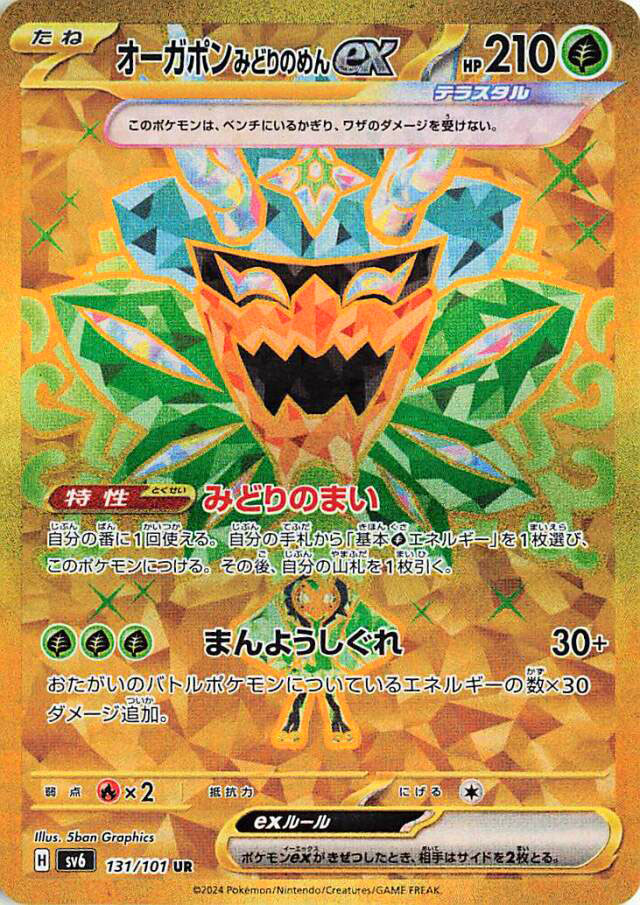 たね オーガポンみどりのめんex HP210
テラスタル
このポケモンは、ベンチにいるかぎり、ワザのダメージを受けない。
特性 とくせい みどりのまい
自分の番に1回使える。自分の手札から「基本エネルギー」を1枚選び、
このポケモンにつける。その後、自分の山札を1枚引く。
まんようしぐれ 30+
おたがいのバトルポケモンについているエネルギーの数×30
ダメージ追加。
弱点 ×2 抵抗力 にげる
exルール
ポケモンexがきぜつしたとき、相手はサイドを2枚とる。
Illus. 5ban Graphics
H sv6 131/101 UR
©2024 Pokémon/Nintendo/Creatures/GAME FREAK.